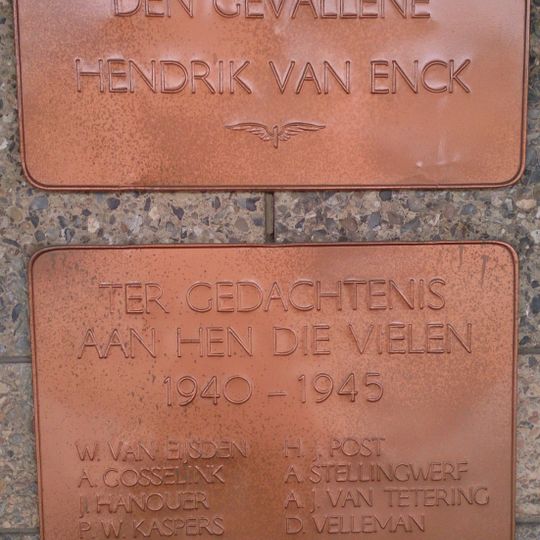 DEN GEVALLENE
HENDRIK VAN ENCK
TER GEDACHTENIS
AAN HEN DIE VIELEN
1940 - 1945
W. VAN EIJSDEN
A. GOSSELINK
J. HANOUER
P. W. KASPERS
H. J. POST
A. STELLINGWERF
A. J. VAN TETERING
D. VELLEMAN